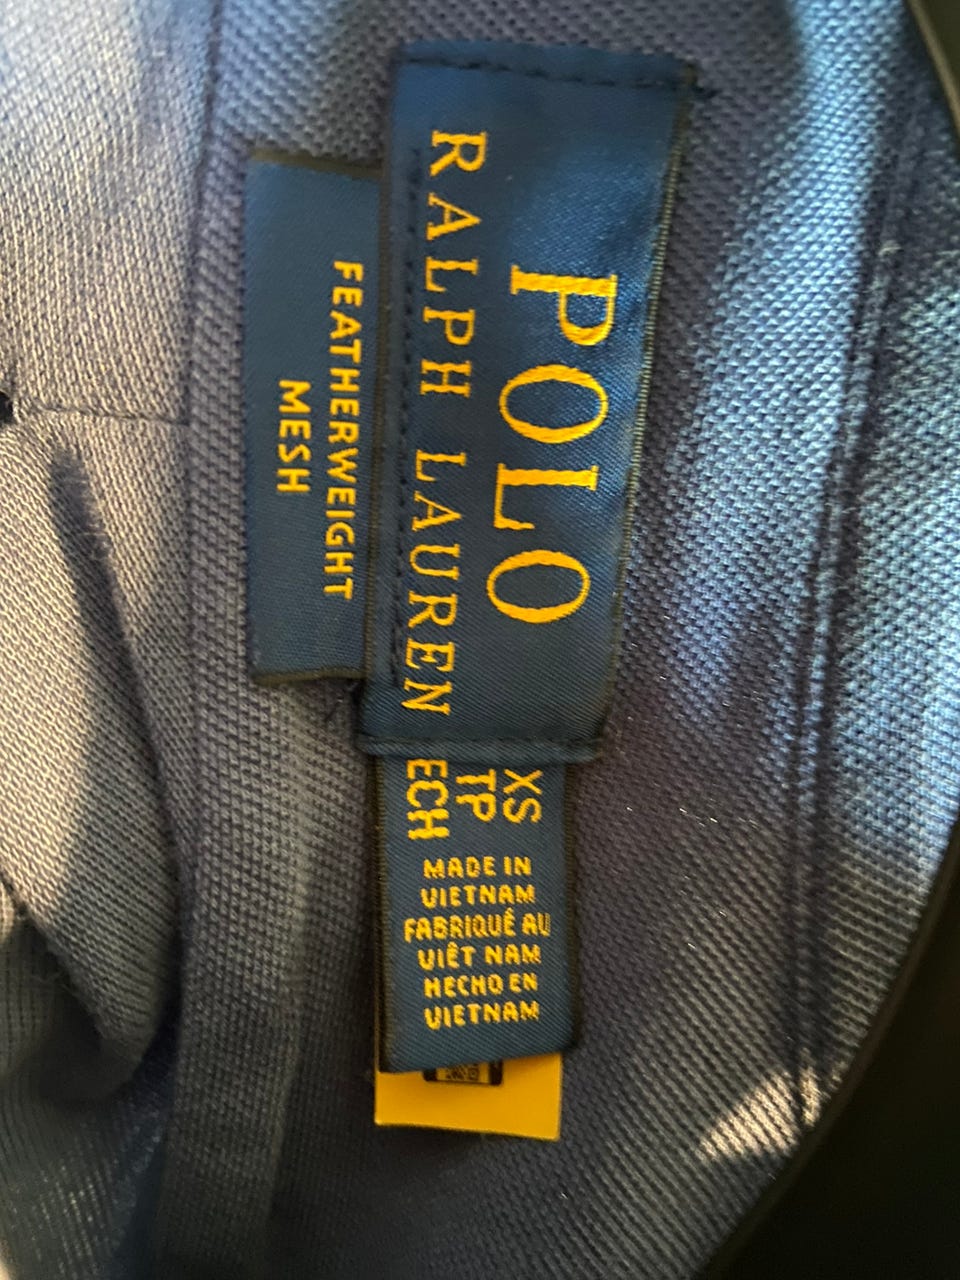 POLO
RALPH LAUREN
FEATHERWEIGHT
MESH
XS
TP
ECH
MADE IN
VIETNAM
FABRIQUÉ AU
VIÊT NAM
HECHO EN
VIETNAM